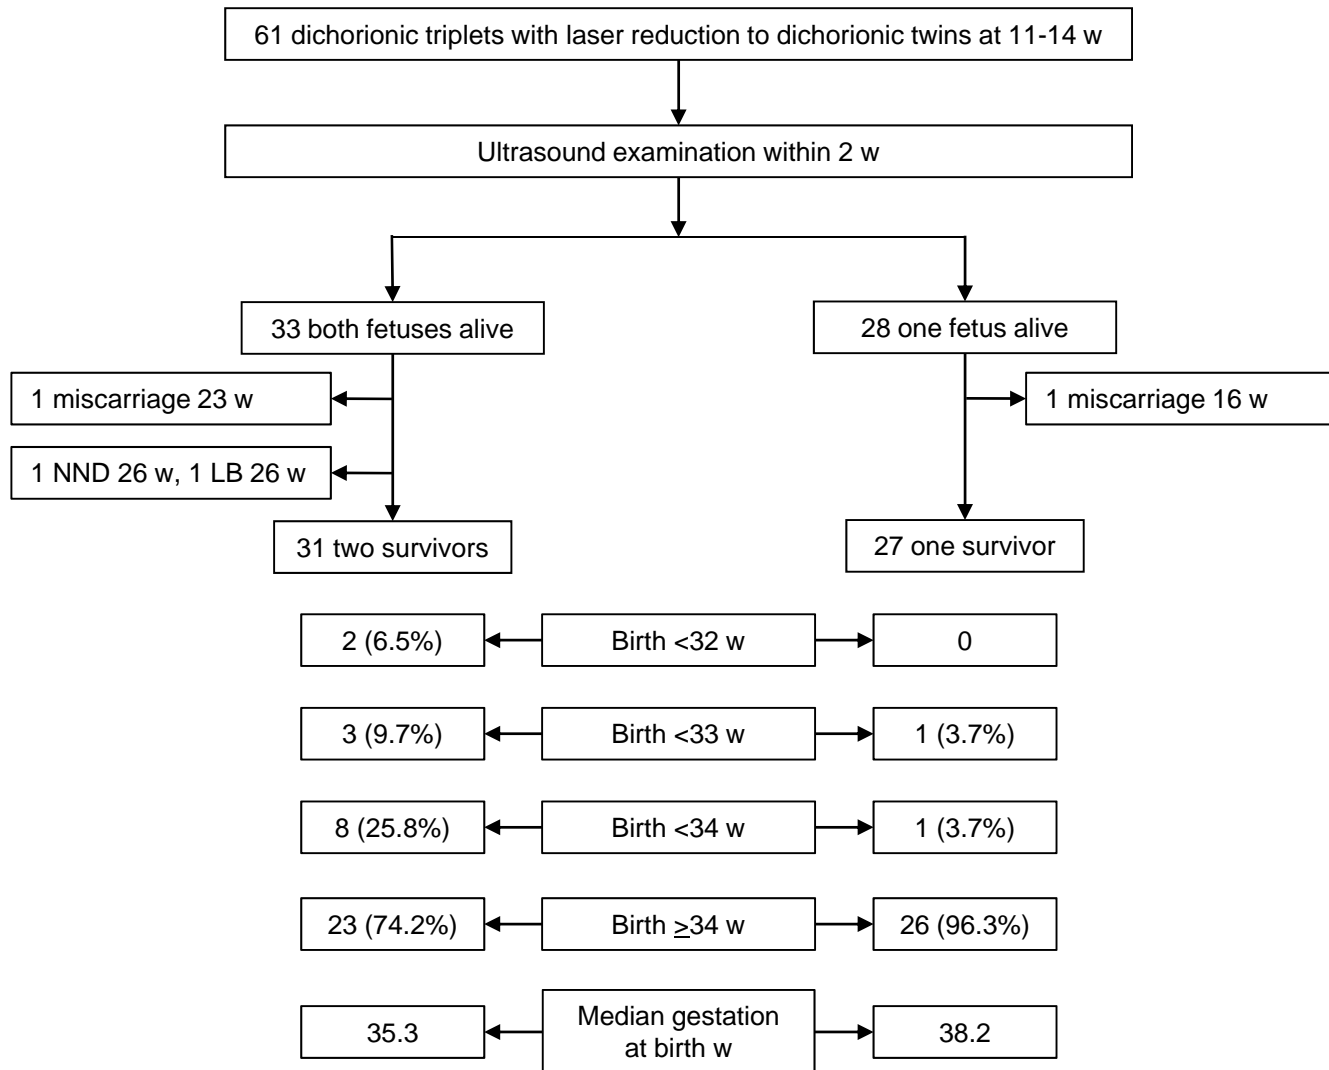 61 dichorionic triplets with laser reduction to dichorionic twins at 11-14 w
Ultrasound examination within 2 w
33 both fetuses alive
28 one fetus alive
1 miscarriage 23 w
1 miscarriage 16 w
1 NND 26 w, 1 LB 26 w
31 two survivors
27 one survivor
2 (6.5%)
Birth <32 w
0
3 (9.7%)
Birth <33 w
1 (3.7%)
8 (25.8%)
Birth <34 w
1 (3.7%)
23 (74.2%)
Birth ≥34 w
26 (96.3%)
35.3
Median gestation
at birth w
38.2